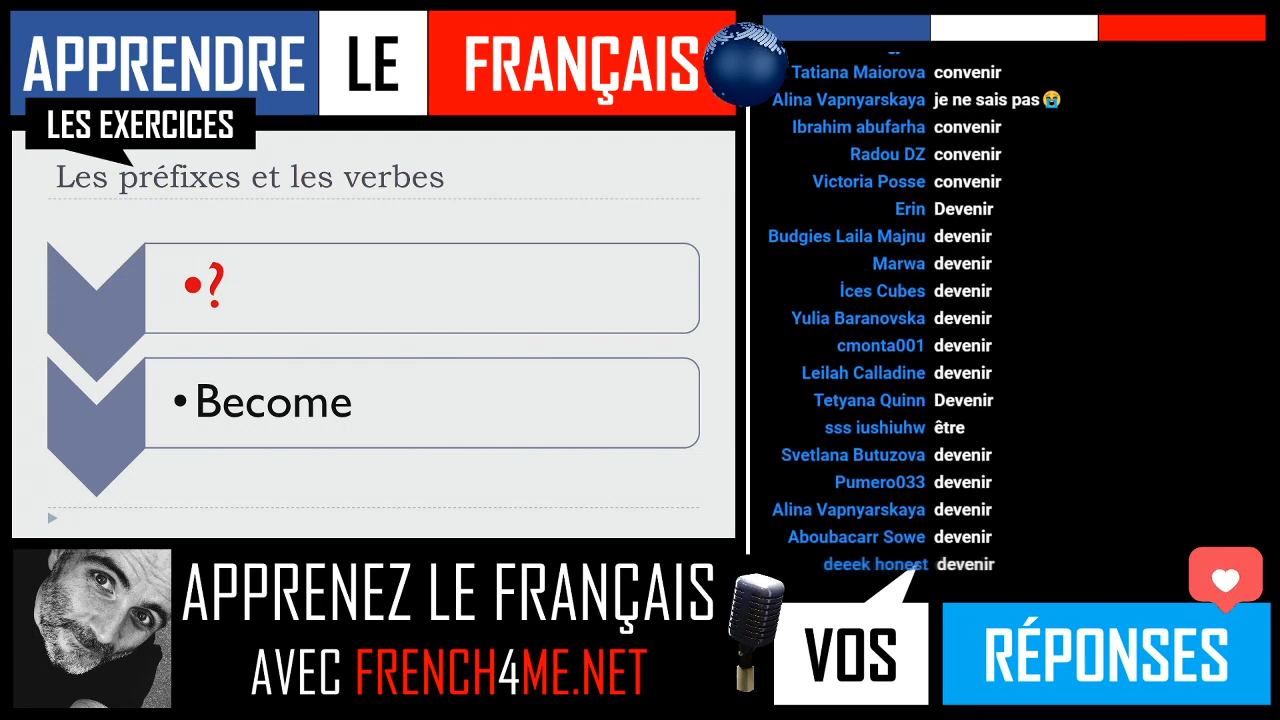 APPRENDRE LE FRANÇAIS
LES EXERCICES
Les préfixes et les verbes
•?
•Become
APPRENEZ LE FRANÇAIS
AVEC FRENCH4ME.NET
Tatiana Maiorova convenir
Alina Vapnyarskaya je ne sais pas😭
Ibrahim abufarha convenir
Radou DZ convenir
Victoria Posse convenir
Erin Devenir
Budgies Laila Majnu devenir
Marwa devenir
İces Cubes devenir
Yulia Baranovska devenir
cmonta001 devenir
Leilah Calladine devenir
Tetyana Quinn Devenir
sss iushiuhw être
Svetlana Butuzova devenir
Pumero033 devenir
Alina Vapnyarskaya devenir
Aboubacarr Sowe devenir
deeek honest devenir
VOS RÉPONSES